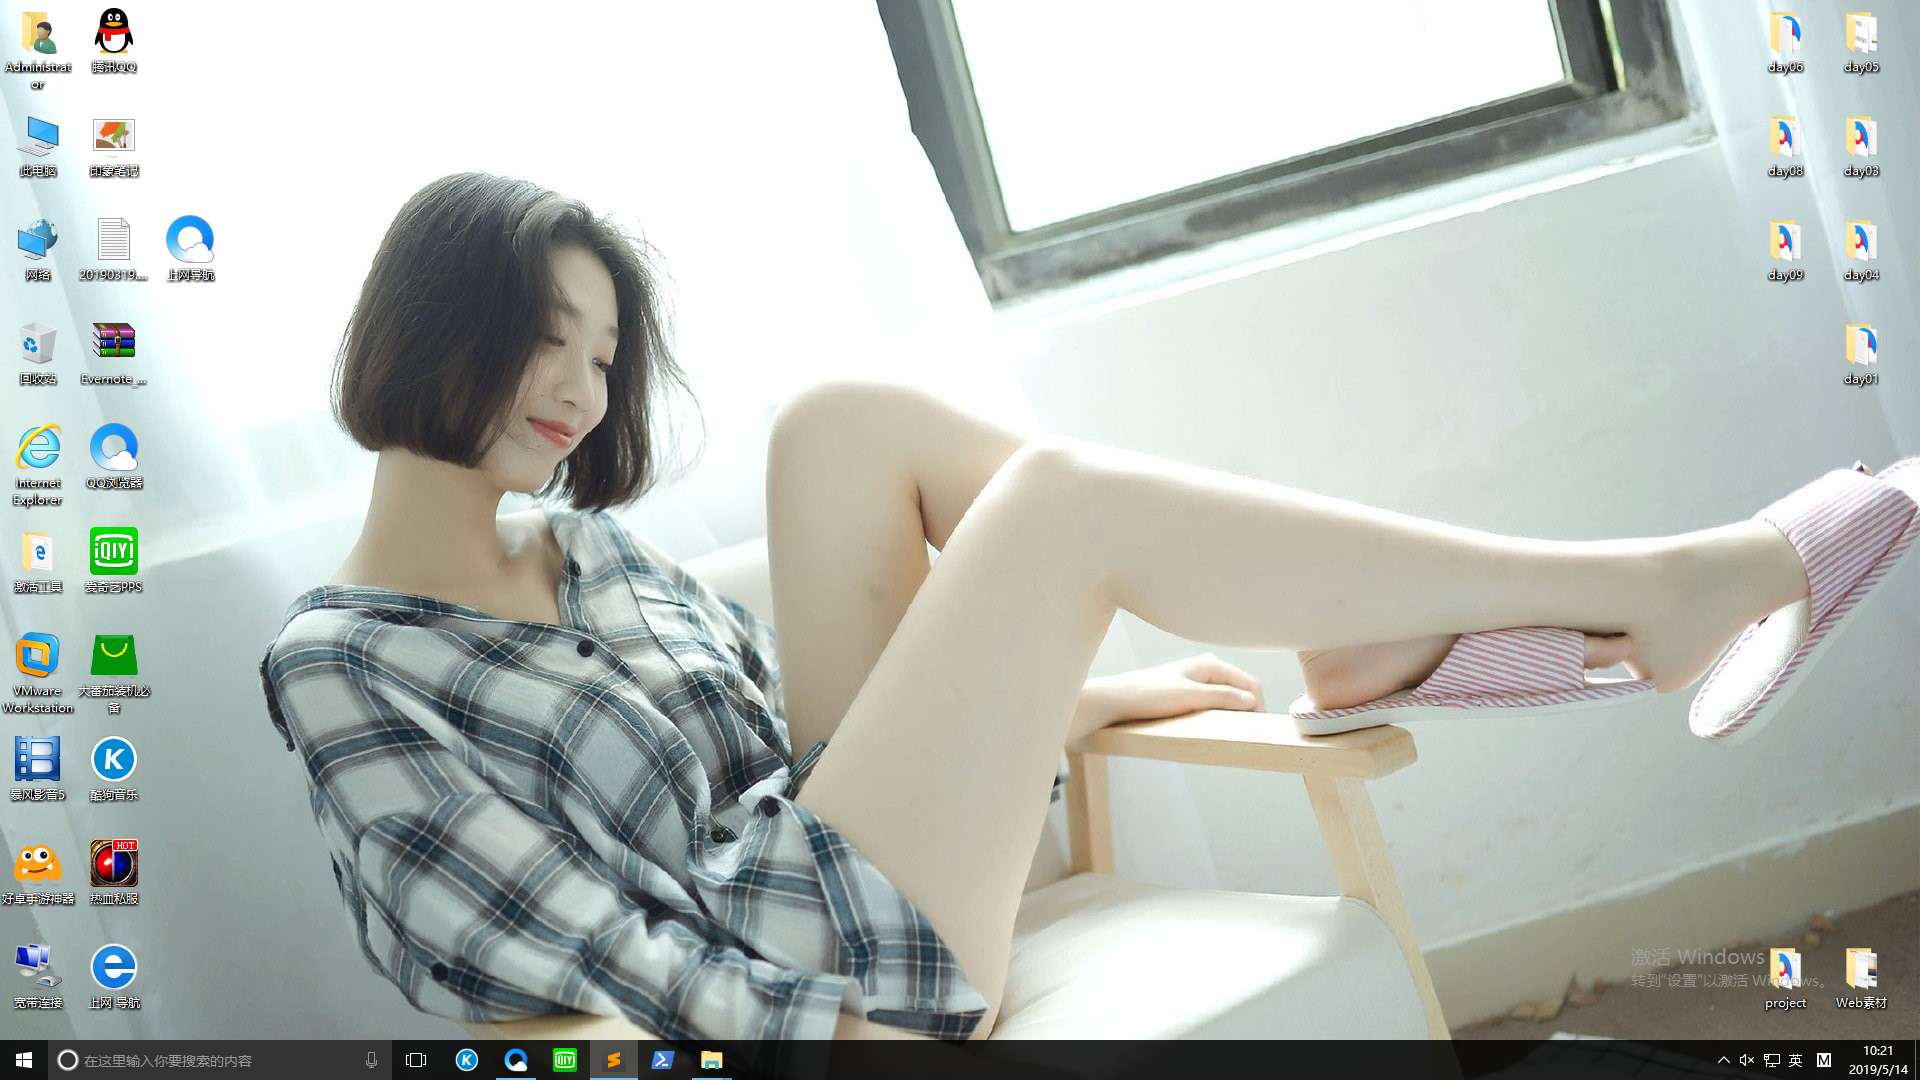 Administrat
or
腾讯QQ
此电脑
印象笔记
网络
20190319....
上网导航
回收站
Evernote_...
Internet
Explorer
QQ浏览器
激活工具
iQIYI
爱奇艺PPS
VMware
Workstation
大番茄装机必
备
暴风影音5
K
酷狗音乐
好卓手游神器
HOT
热血私服
宽带连接
上网 导航
day06
day05
day08
day03
day09
day04
day01
激活 Windows
转到"设置"以激活 Windows。
project
Web素材
在这里输入你要搜索的内容
K
iQIYI
英
M
10:21
2019/5/14